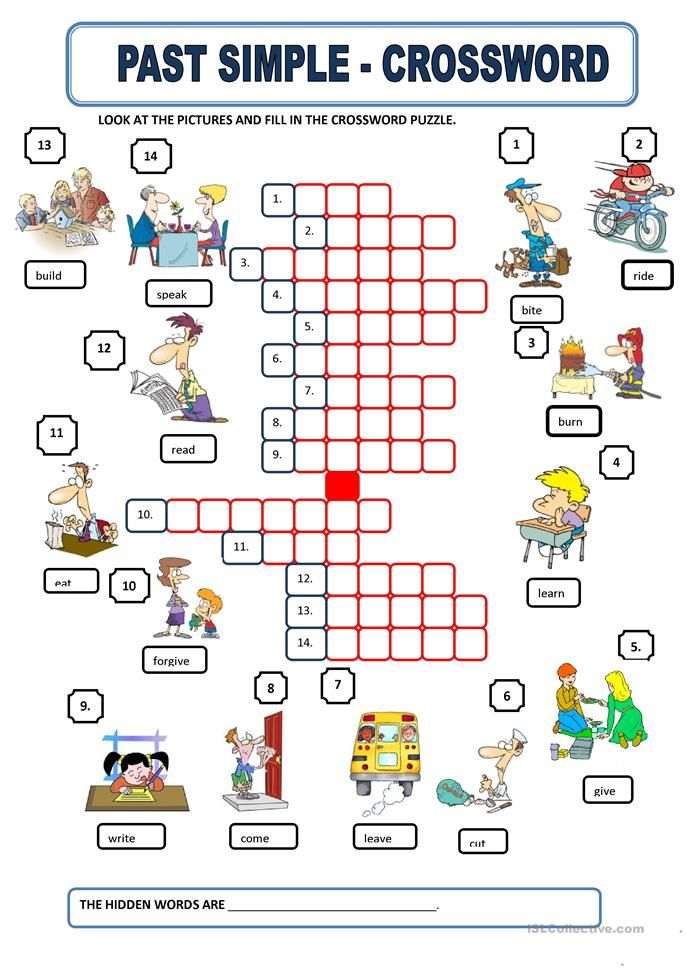 PAST SIMPLE - CROSSWORD
LOOK AT THE PICTURES AND FILL IN THE CROSSWORD PUZZLE.
13
14
1
2
build
speak
bite
ride
1.
2.
3.
4.
5.
6.
7.
8.
9.
10.
11.
12.
13.
14.
12
read
3
burn
11
eat
4
learn
10
forgive
5.
give
9.
write
8
come
7
leave
6
cut
THE HIDDEN WORDS ARE ______________________________.
iSLCollective.com